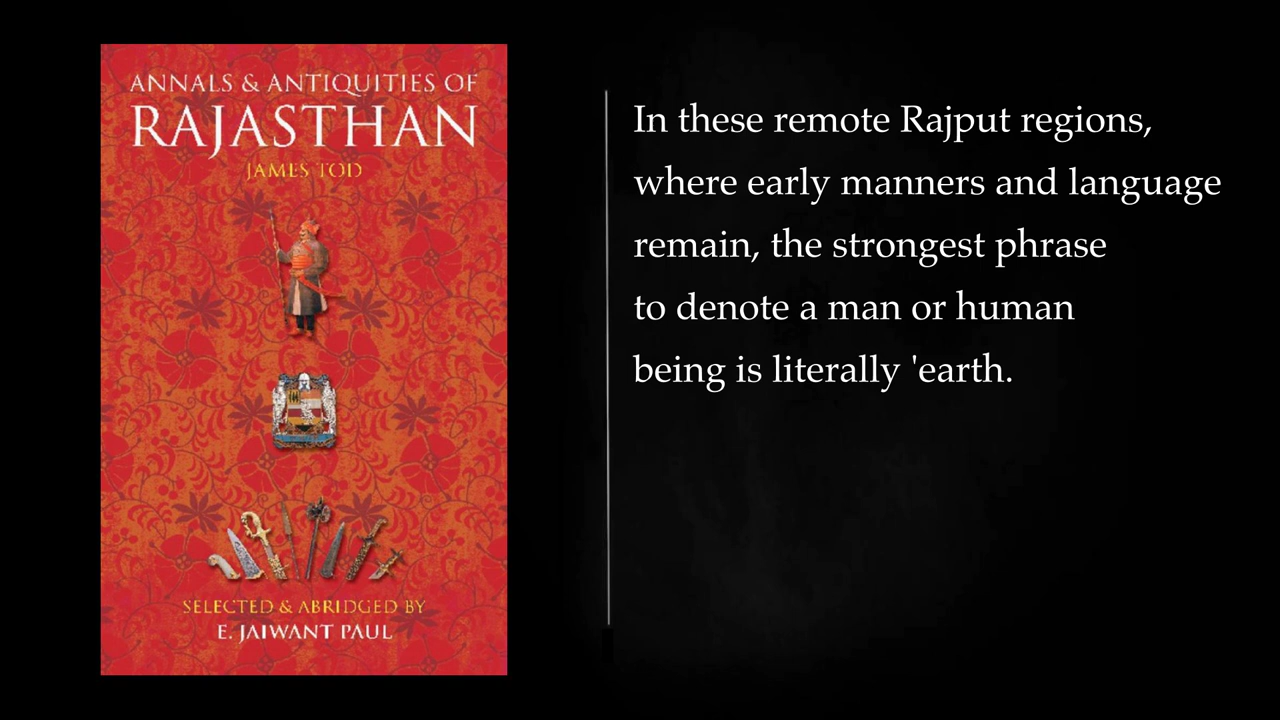 ANNALS & ANTIQUITIES OF
RAJASTHAN
JAMES TOD
SELECTED & ABRIDGED BY
E. JAIWANT PAUL
In these remote Rajput regions,
where early manners and language
remain, the strongest phrase
to denote a man or human
being is literally 'earth.